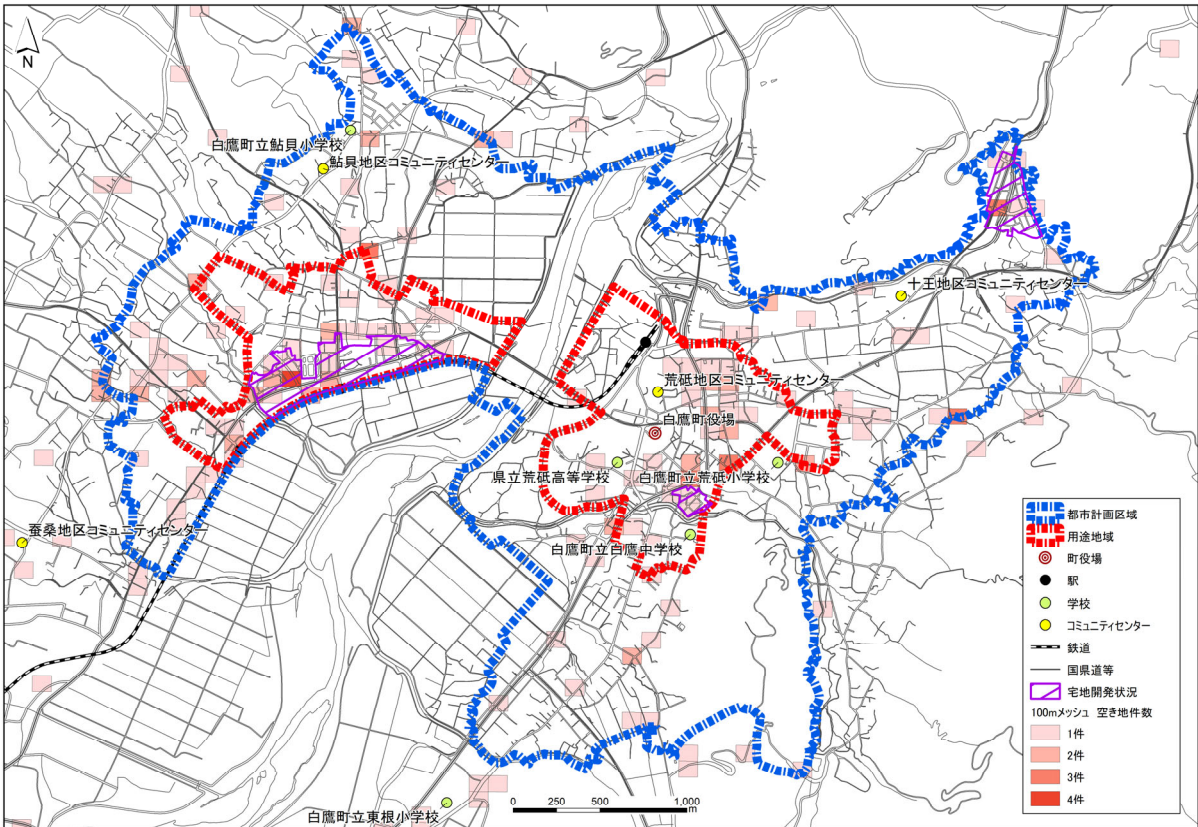 N
白鷹町立鮎貝小学校
鮎貝地区コミュニティセンター
十王地区コミュニティセンター
荒砥地区コミュニティセンター
白鷹町役場
県立荒砥高等学校
白鷹町立荒砥小学校
蚕桑地区コミュニティセンター
白鷹町立白鷹中学校
白鷹町立東根小学校
0 250 500 1,000
m
都市計画区域
用途地域
町役場
駅
学校
コミュニティセンター
鉄道
国県道等
宅地開発状況
100mメッシュ 空き地件数
1件
2件
3件
4件